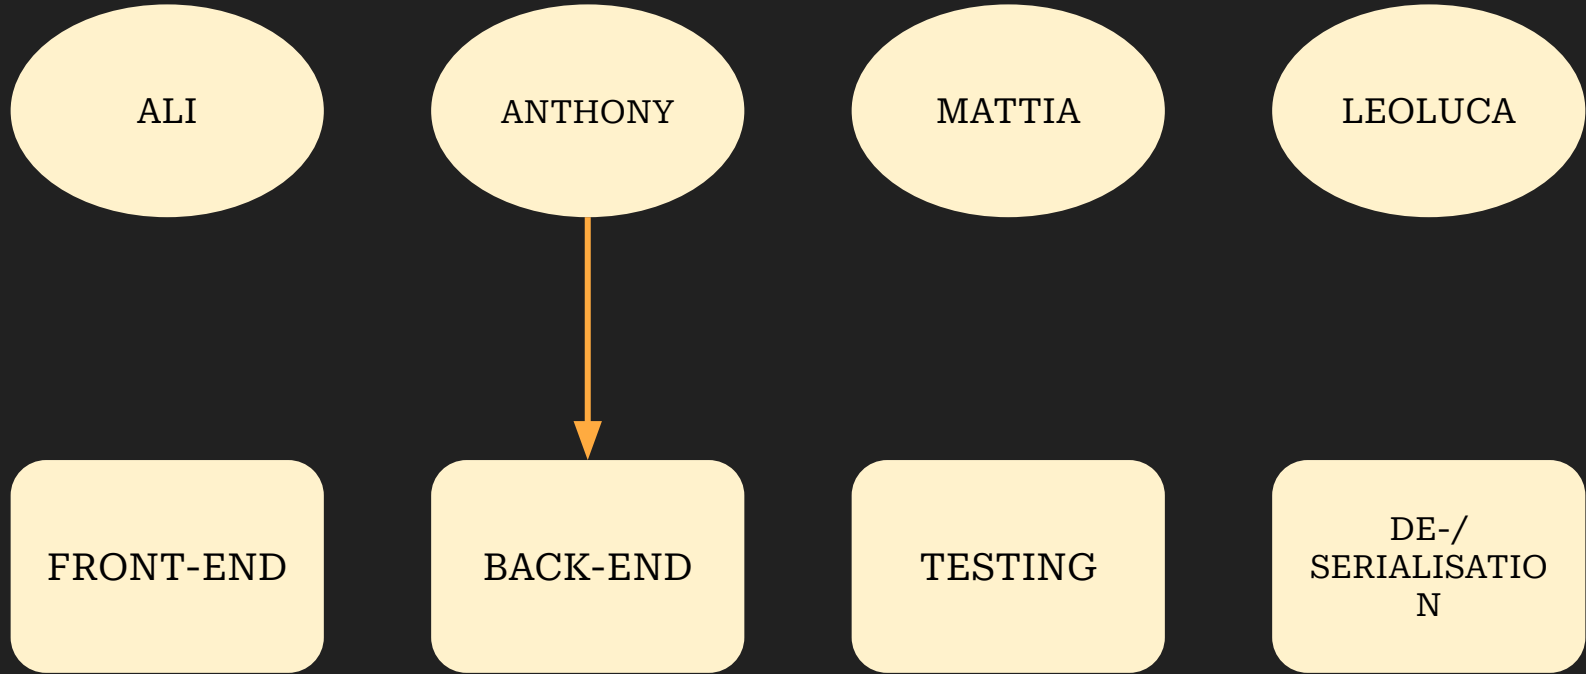 ALI
ANTHONY
MATTIA
LEOLUCA
FRONT-END
BACK-END
TESTING
DE-/
SERIALISATIO
N